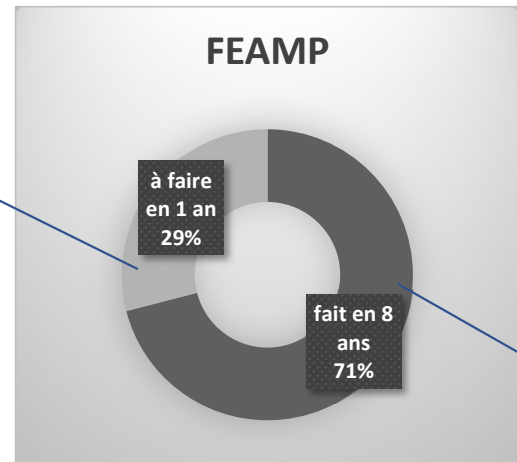 FEAMP
à faire
en 1 an
29%
fait en 8
ans
71%